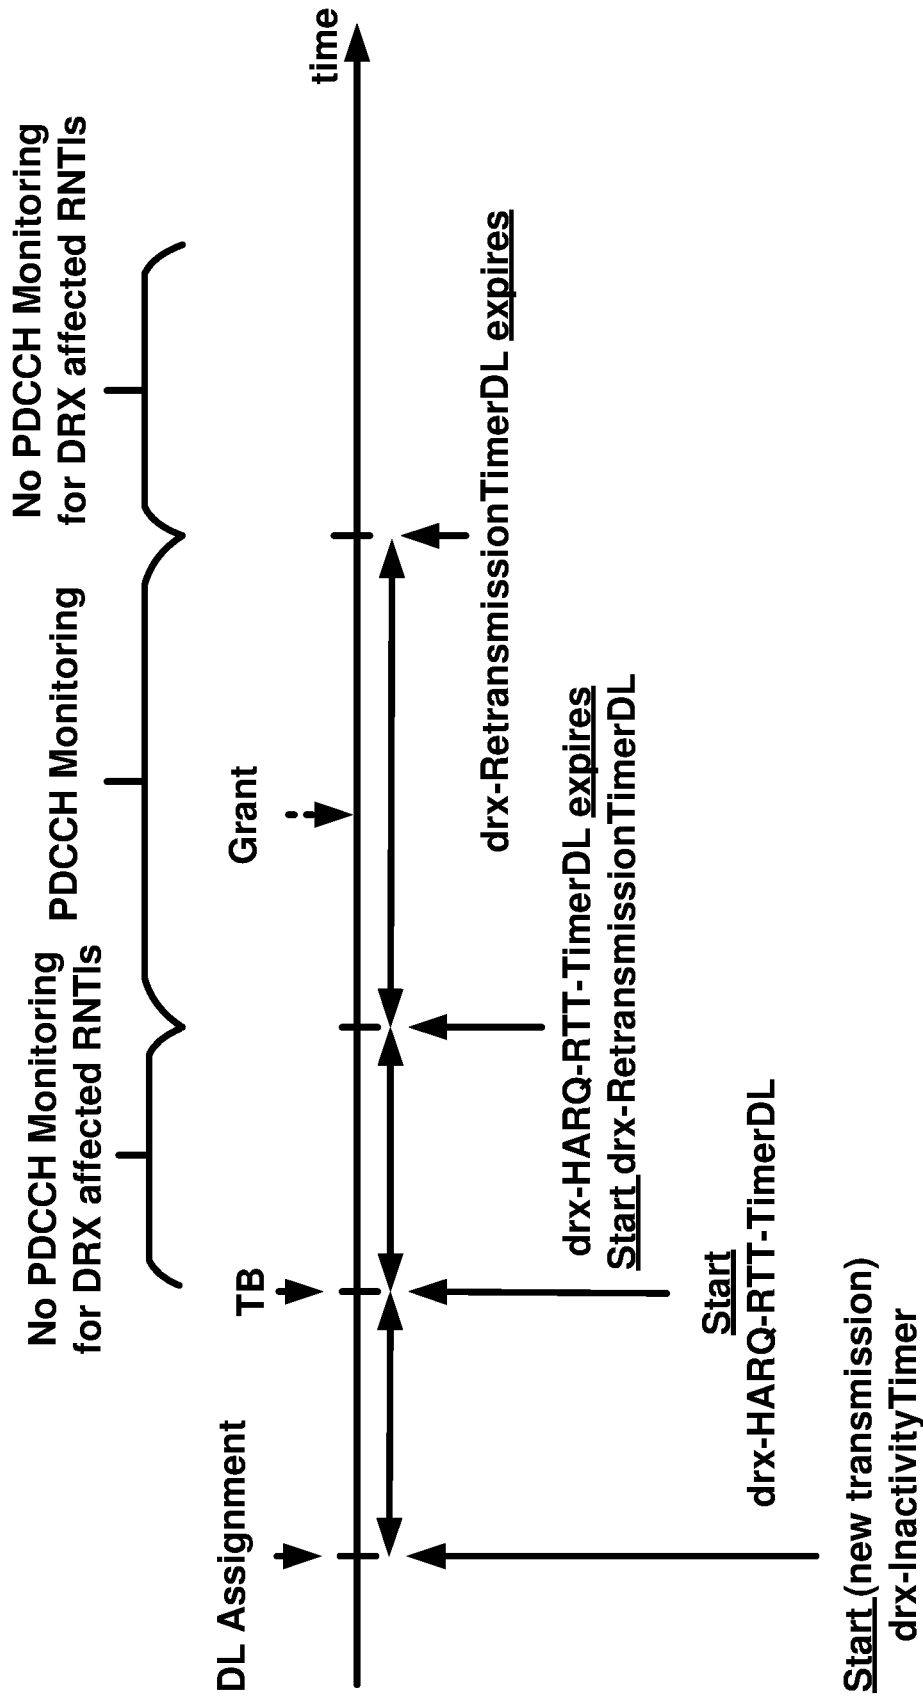 No PDCCH Monitoring
for DRX affected RNTIs
PDCCH Monitoring
No PDCCH Monitoring
for DRX affected RNTIs
DL Assignment
TB
Grant
time
Start (new transmission)
drx-InactivityTimer
Start
drx-HARQ-RTT-TimerDL
drx-HARQ-RTT-TimerDL expires
Start drx-RetransmissionTimerDL
drx-RetransmissionTimerDL expires